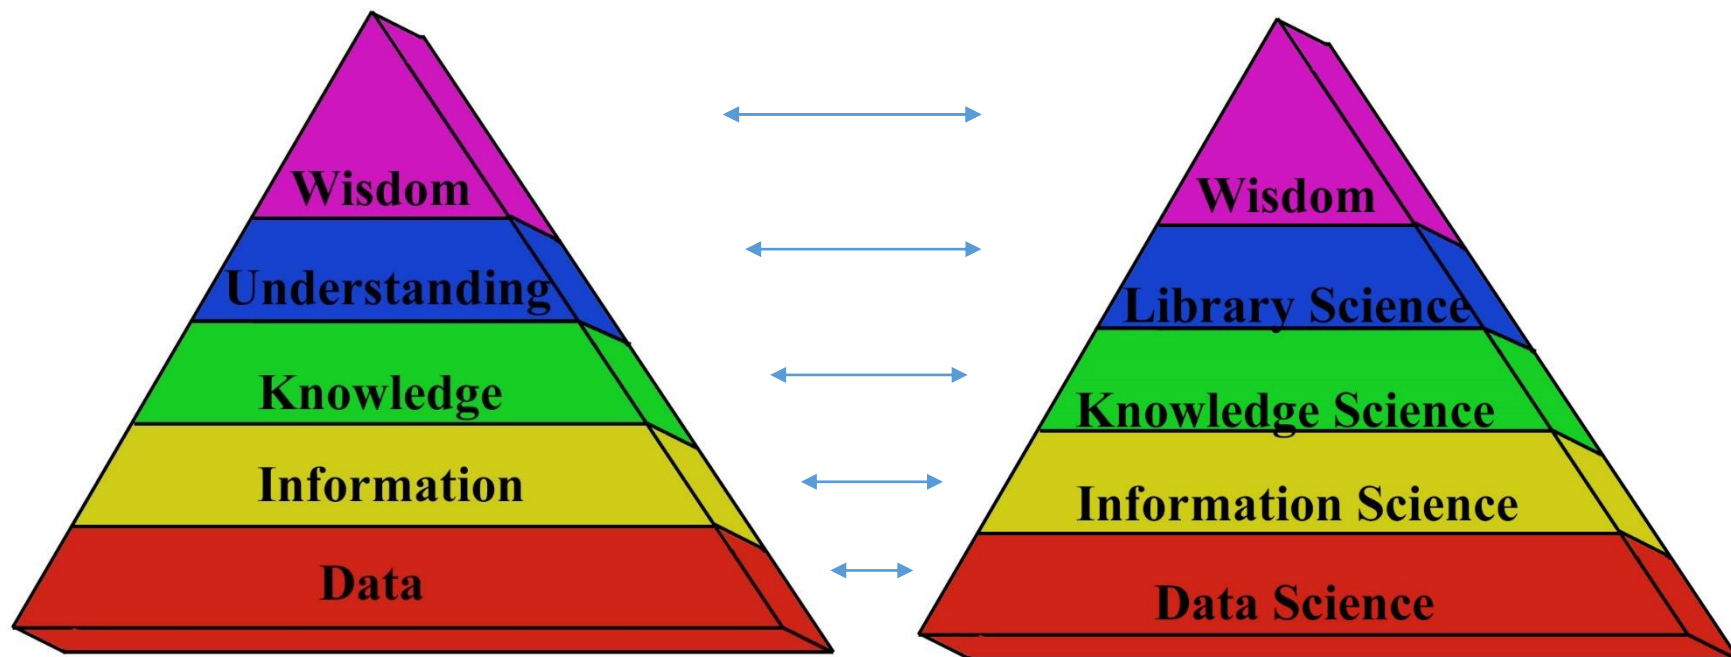 Wisdom
Understanding
Knowledge
Information
Data
Wisdom
Library Science
Knowledge Science
Information Science
Data Science